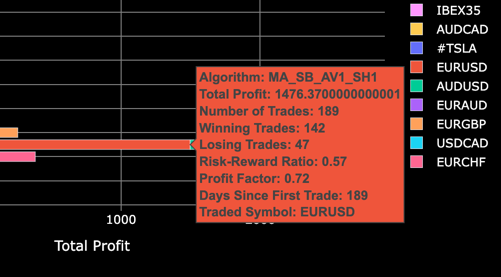 IBEX35
AUDCAD
#TSLA
EURUSD
AUDUSD
EURAUD
EURGBP
USDCAD
EURCHF
Algorithm: MA_SB_AV1_SH1
Total Profit: 1476.3700000000001
Number of Trades: 189
Winning Trades: 142
Losing Trades: 47
Risk-Reward Ratio: 0.57
Profit Factor: 0.72
Days Since First Trade: 189
Traded Symbol: EURUSD
1000
Total Profit